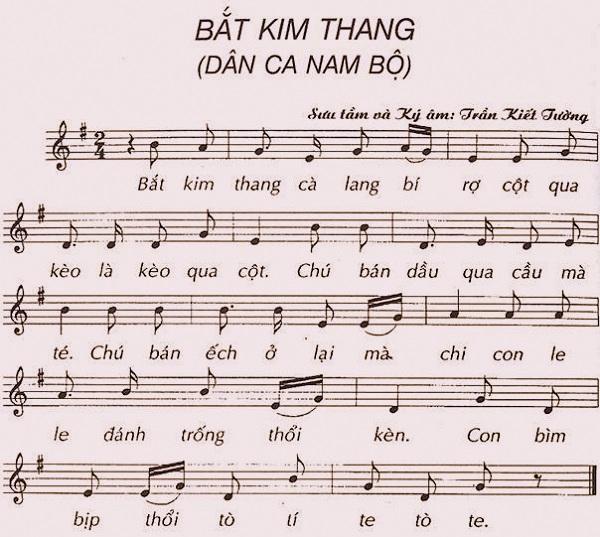 BẮT KIM THANG
(DÂN CA NAM BỘ)
Sưu tầm và Ký âm: Trần Kiết Tường
2
4
Bắt kim thang cà lang bí rợ cột qua
kèo là kèo qua cột. Chú bán dầu qua cầu mà
té. Chú bán ếch ở lại mà. chi con le
le đánh trống thổi kèn. Con bìm
bịp thổi tò tí te tò te.